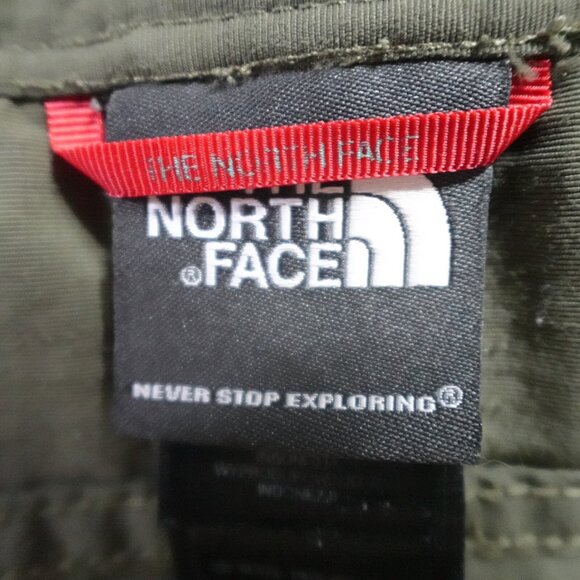 THE NORTH FACE
THE
NORTH
®FACE
NEVER STOP EXPLORING®